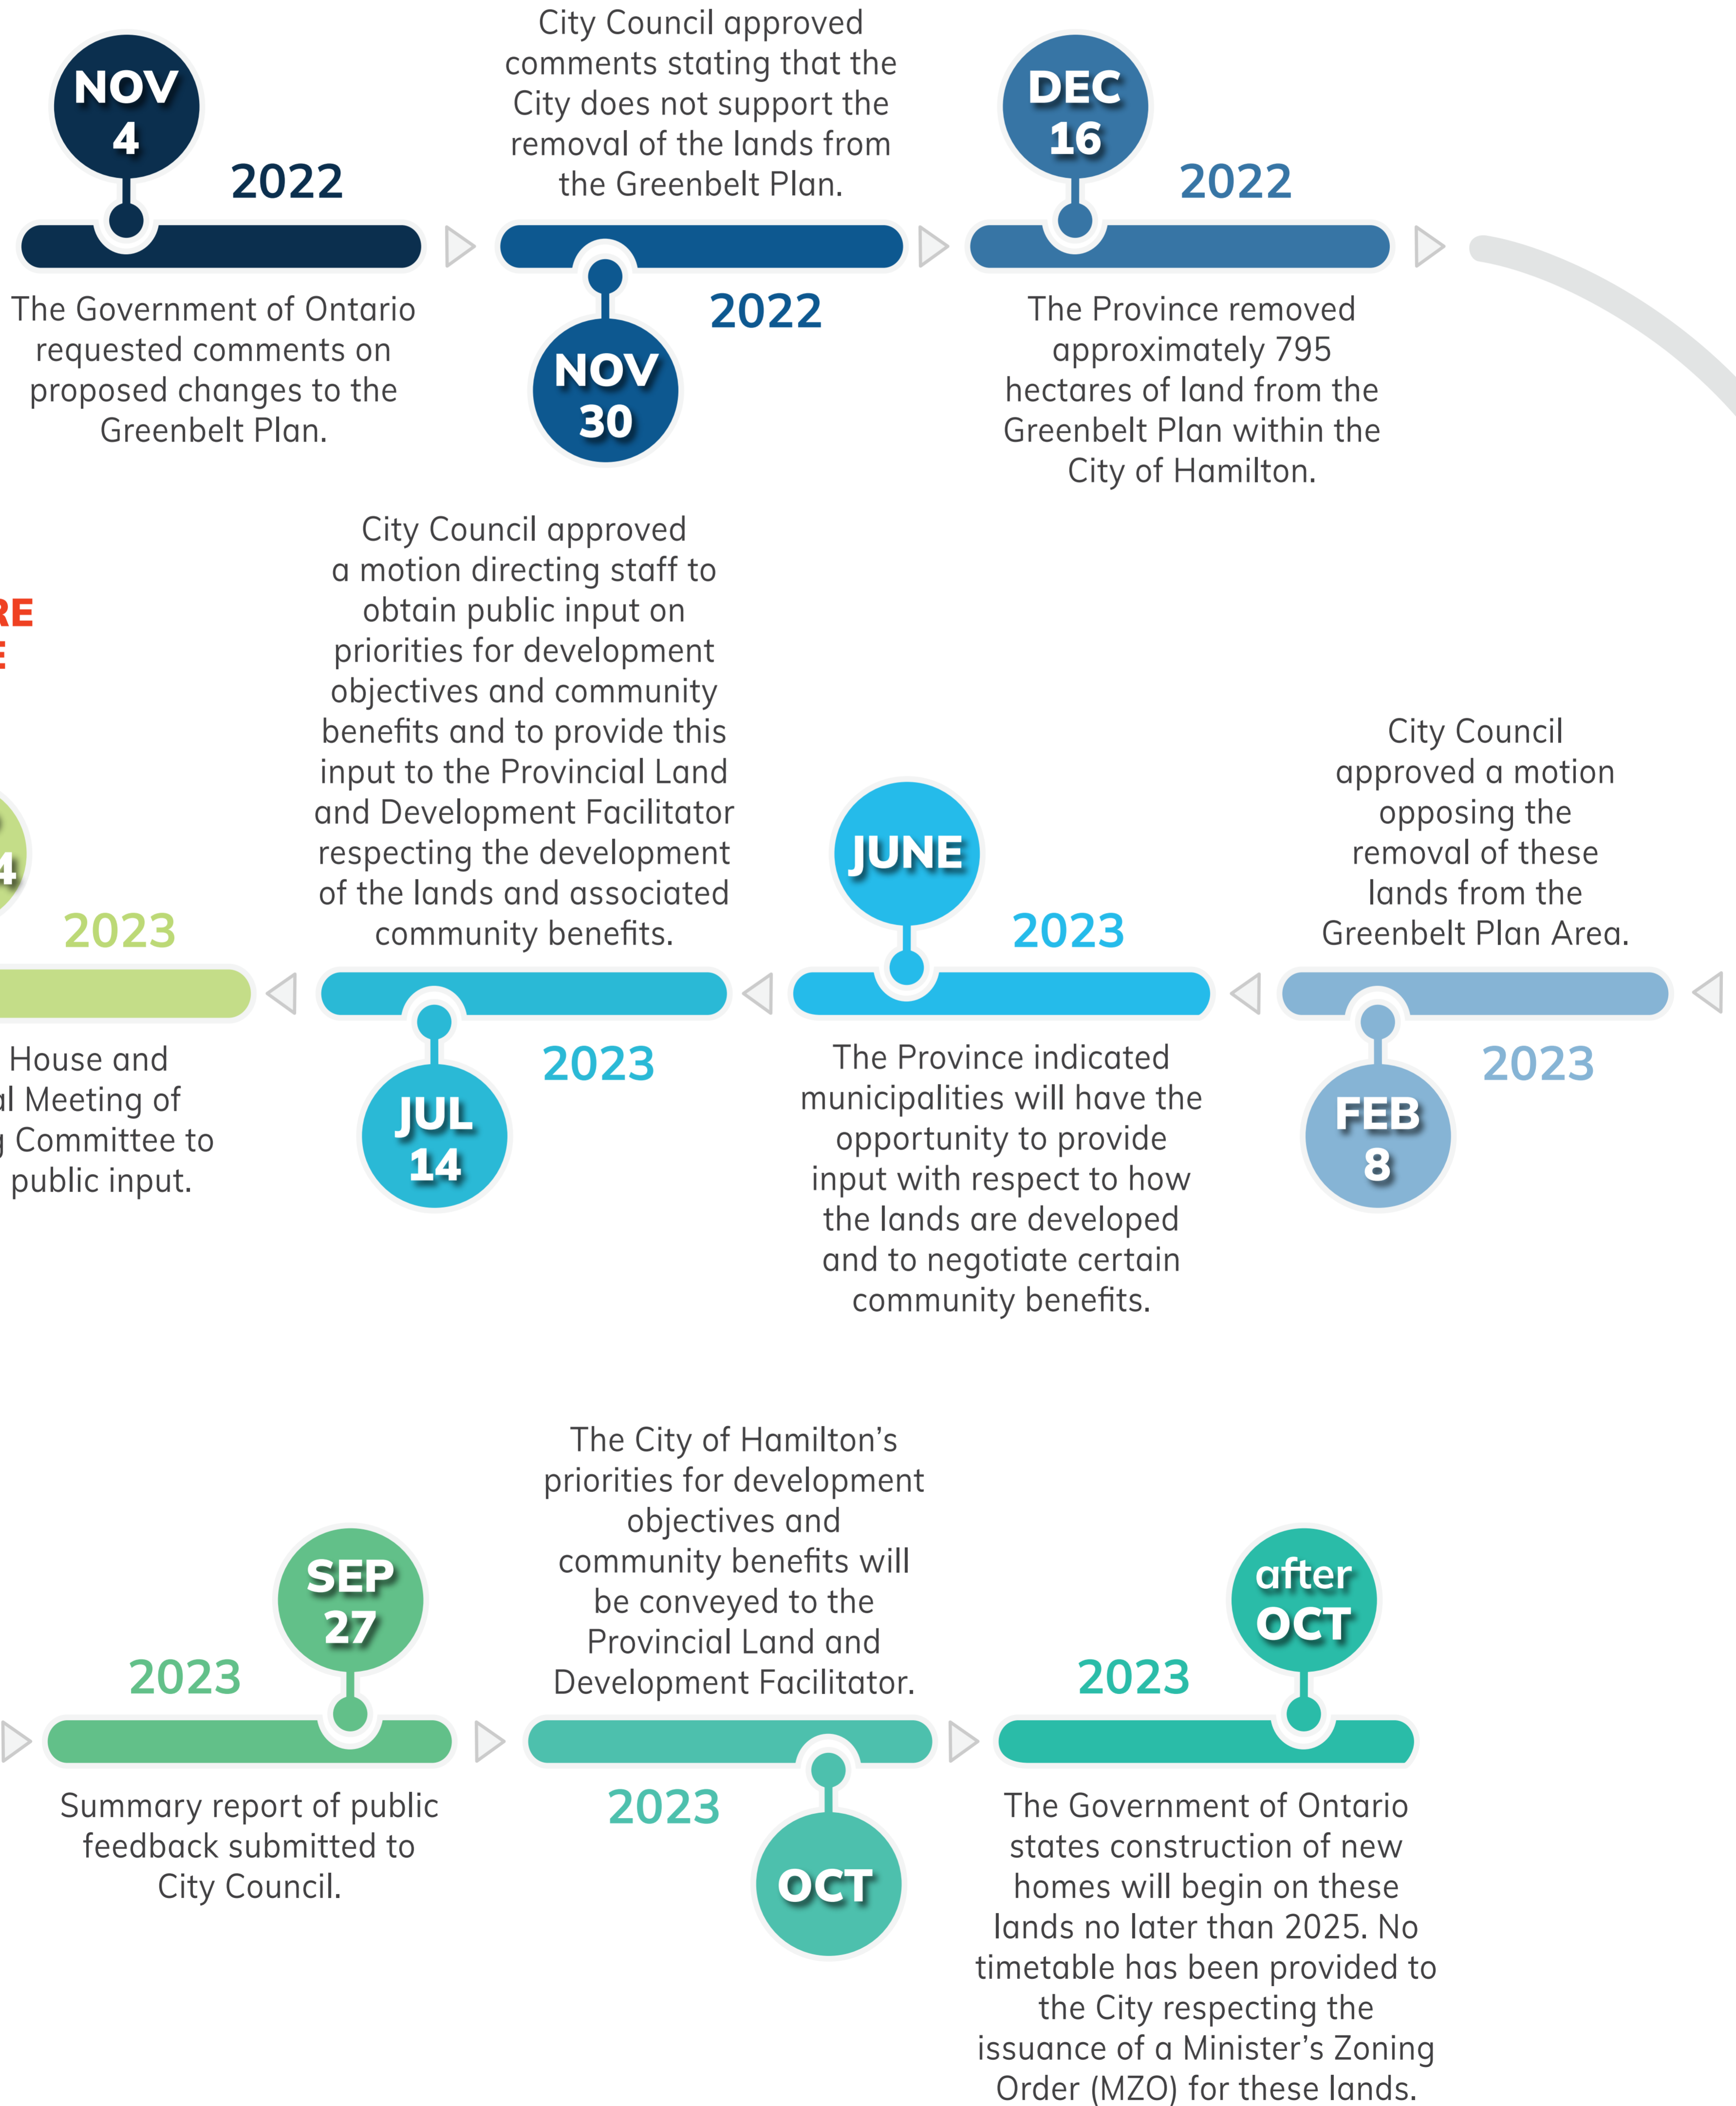 NOV
4
2022
The Government of Ontario
requested comments on
proposed changes to the
Greenbelt Plan.
City Council approved
comments stating that the
City does not support the
removal of the lands from
the Greenbelt Plan.
2022
NOV
30
DEC
16
2022
The Province removed
approximately 795
hectares of land from the
Greenbelt Plan within the
City of Hamilton.
City Council
approved a motion
opposing the
removal of these
lands from the
Greenbelt Plan Area.
2023
FEB
8
JUNE
2023
The Province indicated
municipalities will have the
opportunity to provide
input with respect to how
the lands are developed
and to negotiate certain
community benefits.
City Council approved
a motion directing staff to
obtain public input on
priorities for development
objectives and community
benefits and to provide this
input to the Provincial Land
and Development Facilitator
respecting the development
of the lands and associated
community benefits.
2023
JUL
14
2023
House and
Meeting of
Committee to
public input.
SEP
27
2023
Summary report of public
feedback submitted to
City Council.
The City of Hamilton's
priorities for development
objectives and
community benefits will
be conveyed to the
Provincial Land and
Development Facilitator.
2023
OCT
after
OCT
2023
The Government of Ontario
states construction of new
homes will begin on these
lands no later than 2025. No
timetable has been provided to
the City respecting the
issuance of a Minister's Zoning
Order (MZO) for these lands.